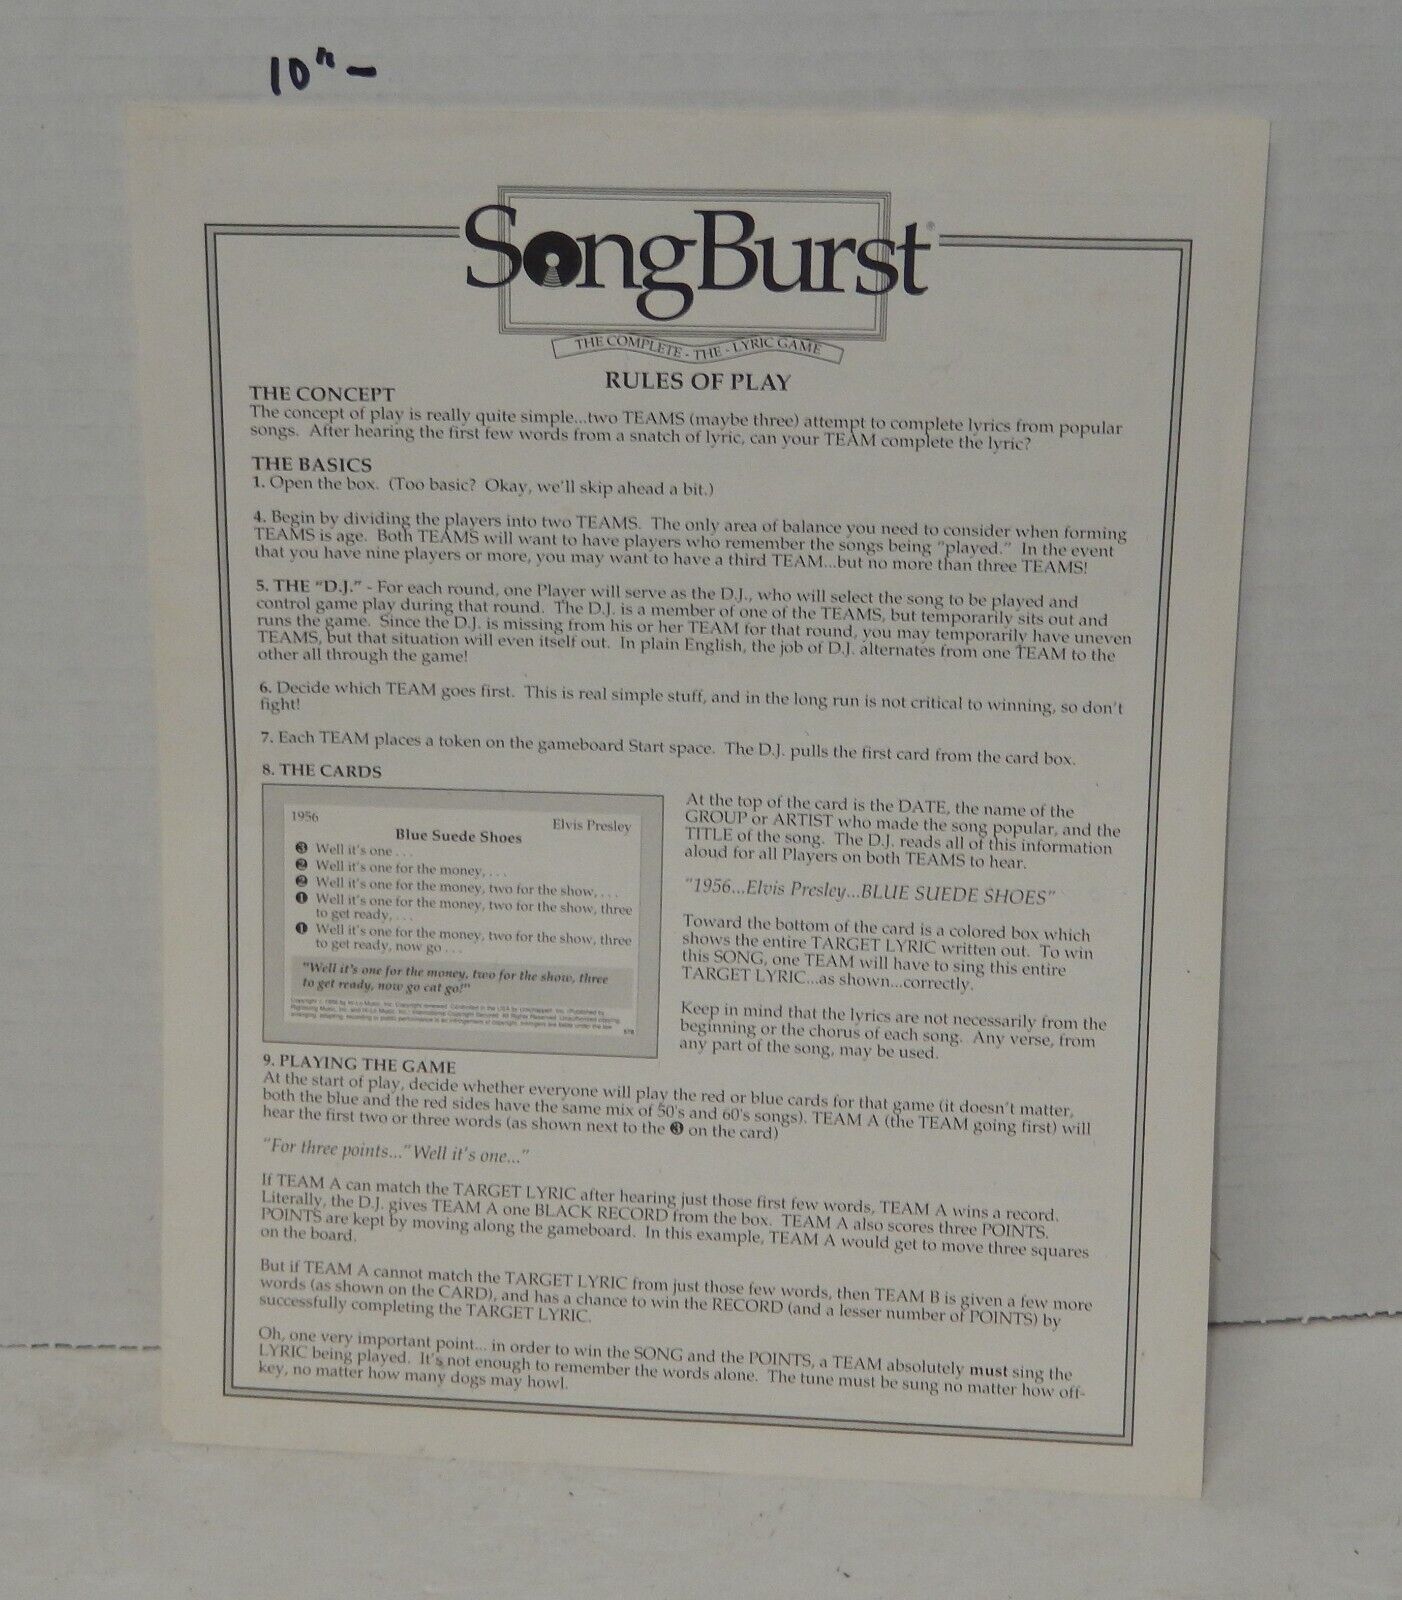 10" –
SongBurst®
THE COMPLETE - THE - LYRIC GAME
RULES OF PLAY
THE CONCEPT
The concept of play is really quite simple...two TEAMS (maybe three) attempt to complete lyrics from popular
songs. After hearing the first few words from a snatch of lyric, can your TEAM complete the lyric?
THE BASICS
1. Open the box. (Too basic? Okay, we'll skip ahead a bit.)
4. Begin by dividing the players into two TEAMS. The only area of balance you need to consider when forming
TEAMS is age. Both TEAMS will want to have players who remember the songs being "played." In the event
that you have nine players or more, you may want to have a third TEAM...but no more than three TEAMS!
5. THE "D.J." - For each round, one Player will serve as the D.J., who will select the song to be played and
control game play during that round. The D.J. is a member of one of the TEAMS, but temporarily sits out and
runs the game. Since the D.J. is missing from his or her TEAM for that round, you may temporarily have uneven
TEAMS, but that situation will even itself out. In plain English, the job of D.J. alternates from one TEAM to the
other all through the game!
6. Decide which TEAM goes first. This is real simple stuff, and in the long run is not critical to winning, so don't
fight!
7. Each TEAM places a token on the gameboard Start space. The D.J. pulls the first card from the card box.
8. THE CARDS
1956
Elvis Presley
Blue Suede Shoes
❸ Well it's one . . .
❷ Well it's one for the money, . . .
❷ Well it's one for the money, two for the show, . . .
❶ Well it's one for the money, two for the show, three
to get ready, . . .
❶ Well it's one for the money, two for the show, three
to get ready, now go . . .
"Well it's one for the money, two for the show, three
to get ready, now go cat go!"
578
At the top of the card is the DATE, the name of the
GROUP or ARTIST who made the song popular, and the
TITLE of the song. The D.J. reads all of this information
aloud for all Players on both TEAMS to hear.
"1956...Elvis Presley...BLUE SUEDE SHOES"
Toward the bottom of the card is a colored box which
shows the entire TARGET LYRIC written out. To win
this SONG, one TEAM will have to sing this entire
TARGET LYRIC...as shown...correctly.
Keep in mind that the lyrics are not necessarily from the
beginning or the chorus of each song. Any verse, from
any part of the song, may be used.
9. PLAYING THE GAME
At the start of play, decide whether everyone will play the red or blue cards for that game (it doesn't matter,
both the blue and the red sides have the same mix of 50's and 60's songs). TEAM A (the TEAM going first) will
hear the first two or three words (as shown next to the ❸ on the card)
"For three points..."Well it's one..."
If TEAM A can match the TARGET LYRIC after hearing just those first few words, TEAM A wins a record.
Literally, the D.J. gives TEAM A one BLACK RECORD from the box. TEAM A also scores three POINTS.
POINTS are kept by moving along the gameboard. In this example, TEAM A would get to move three squares
on the board.
But if TEAM A cannot match the TARGET LYRIC from just those few words, then TEAM B is given a few more
words (as shown on the CARD), and has a chance to win the RECORD (and a lesser number of POINTS) by
successfully completing the TARGET LYRIC.
Oh, one very important point... in order to win the SONG and the POINTS, a TEAM absolutely must sing the
LYRIC being played. It's not enough to remember the words alone. The tune must be sung no matter how off-
key, no matter how many dogs may howl.